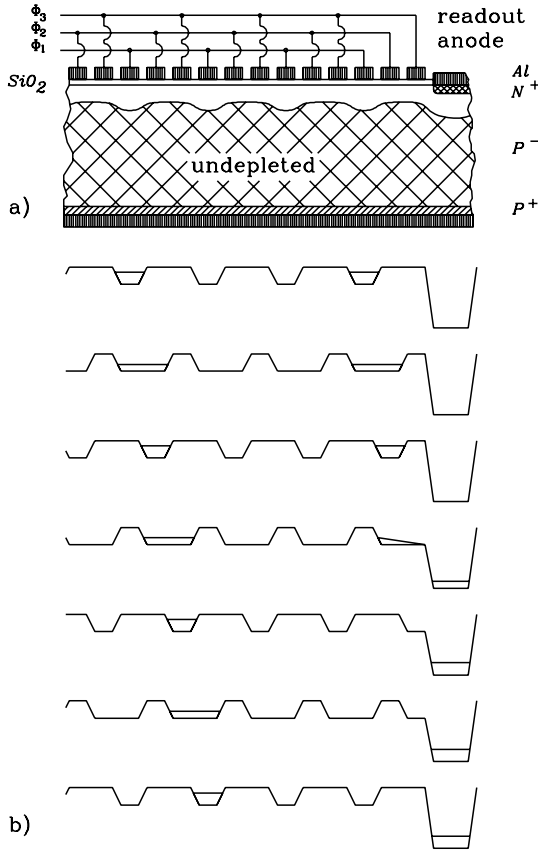 Φ3
Φ2
Φ1
readout
anode
SiO2
Al
N+
undepleted
P−
a)
P+
b)